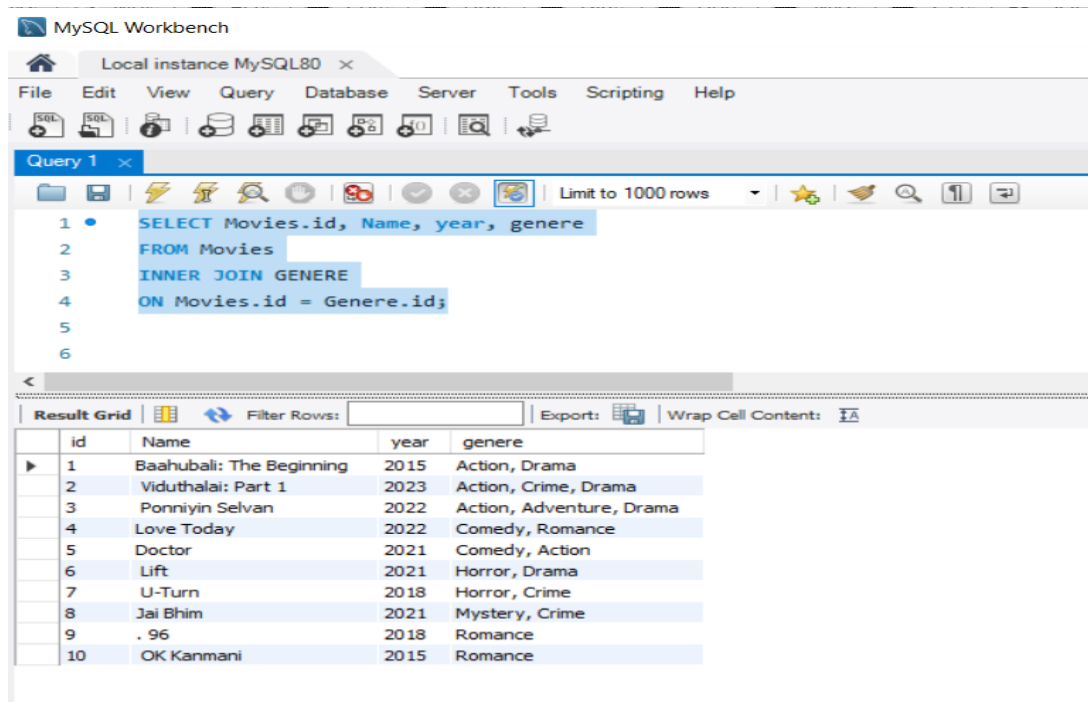 MySQL Workbench
Local instance MySQL80 ×
File Edit View Query Database Server Tools Scripting Help
Query 1 ×
Limit to 1000 rows
1 SELECT Movies.id, Name, year, genere
2 FROM Movies
3 INNER JOIN GENERE
4 ON Movies.id = Genere.id;
5
6
Result Grid Filter Rows: Export: Wrap Cell Content: IA
id Name year genere
1 Baahubali: The Beginning 2015 Action, Drama
2 Viduthalai: Part 1 2023 Action, Crime, Drama
3 Ponniyin Selvan 2022 Action, Adventure, Drama
4 Love Today 2022 Comedy, Romance
5 Doctor 2021 Comedy, Action
6 Lift 2021 Horror, Drama
7 U-Turn 2018 Horror, Crime
8 Jai Bhim 2021 Mystery, Crime
9 . 96 2018 Romance
10 OK Kanmani 2015 Romance